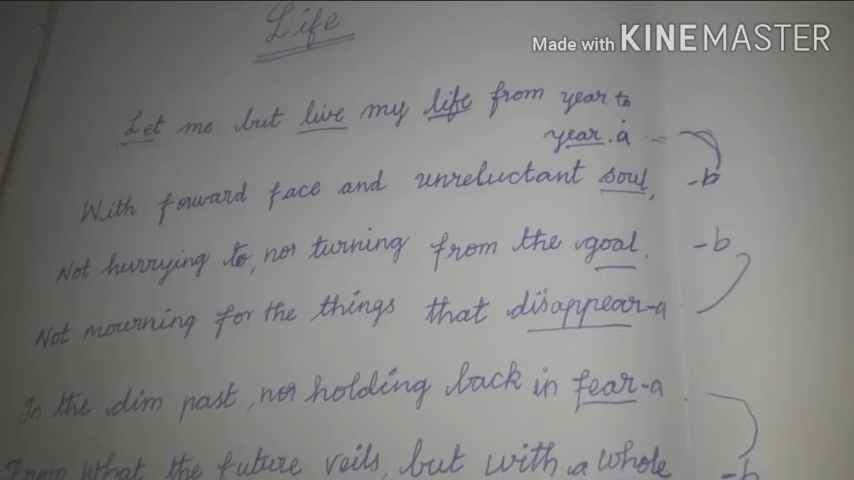 Life
Made with KINEMASTER
Let me but live my life from year to
year. a
With forward face and unreluctant soul, -b
Not hurrying to, nor turning from the goal. -b
Not mourning for the things that disappear-a
In the dim past, nor holding back in fear-a
From what the future veils, but with a whole
-b